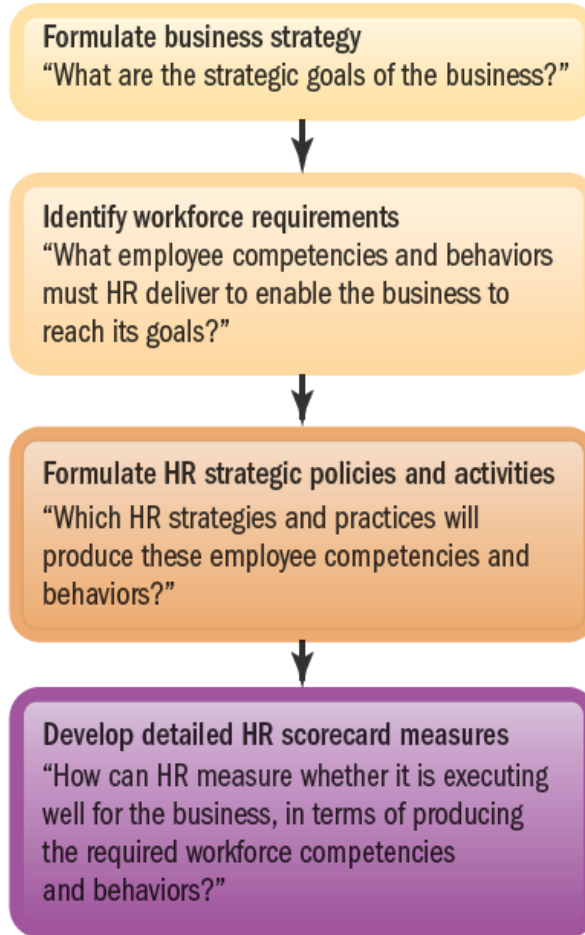 Formulate business strategy
“What are the strategic goals of the business?”
Identify workforce requirements
“What employee competencies and behaviors
must HR deliver to enable the business to
reach its goals?”
Formulate HR strategic policies and activities
“Which HR strategies and practices will
produce these employee competencies and
behaviors?”
Develop detailed HR scorecard measures
“How can HR measure whether it is executing
well for the business, in terms of producing
the required workforce competencies
and behaviors?”